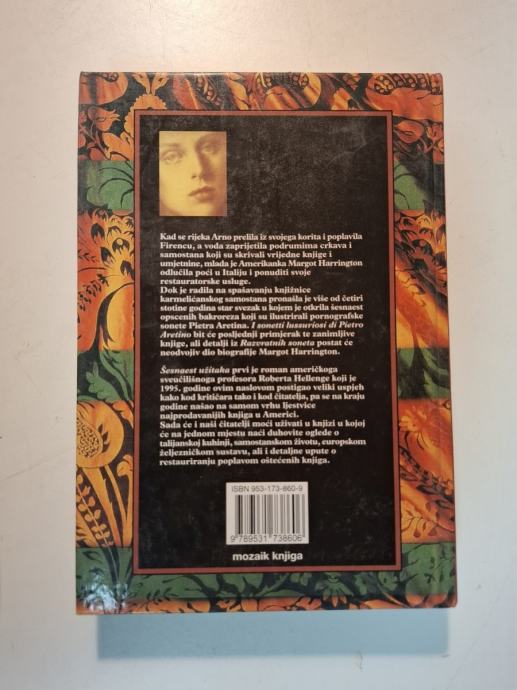 Kad se rijeka Arno prelila iz svojega korita i poplavila
Firencu, a voda zaprijetila podrumima crkava i
samostana koji su skrivali vrijedne knjige i
umjetnine, mlada je Amerikanka Margot Harrington
odlučila poći u Italiju i ponuditi svoje
restauratorske usluge.
Dok je radila na spašavanju knjižnice
karmelićanskog samostana pronašla je više od četiri
stotine godina star svezak u kojem je otkrila šesnaest
opscenih bakroreza koji su ilustrirali pornografske
sonete Pietra Aretina. I sonetti lussuriosi di Pietro
Aretino bit će posljednji primjerak te zanimljive
knjige, ali detalji iz Razvratnih soneta postat će
neodvojiv dio biografije Margot Harrington.
Šesnaest užitaka prvi je roman američkoga
sveučilišnoga profesora Roberta Hellenge koji je
1995. godine ovim naslovom postigao veliki uspjeh
kako kod kritičara tako i kod čitatelja, pa se na kraju
godine našao na samom vrhu ljestvice
najprodavanijih knjiga u Americi.
Sada će i naši čitatelji moći uživati u knjizi u kojoj
će na jednom mjestu naći duhovite oglede o
talijanskoj kuhinji, samostanskom životu, europskom
željezničkom sustavu, ali i detaljne upute o
restauriranju poplavom oštećenih knjiga.
ISBN 953-173-860-9
9 789531 738606
mozaik knjiga